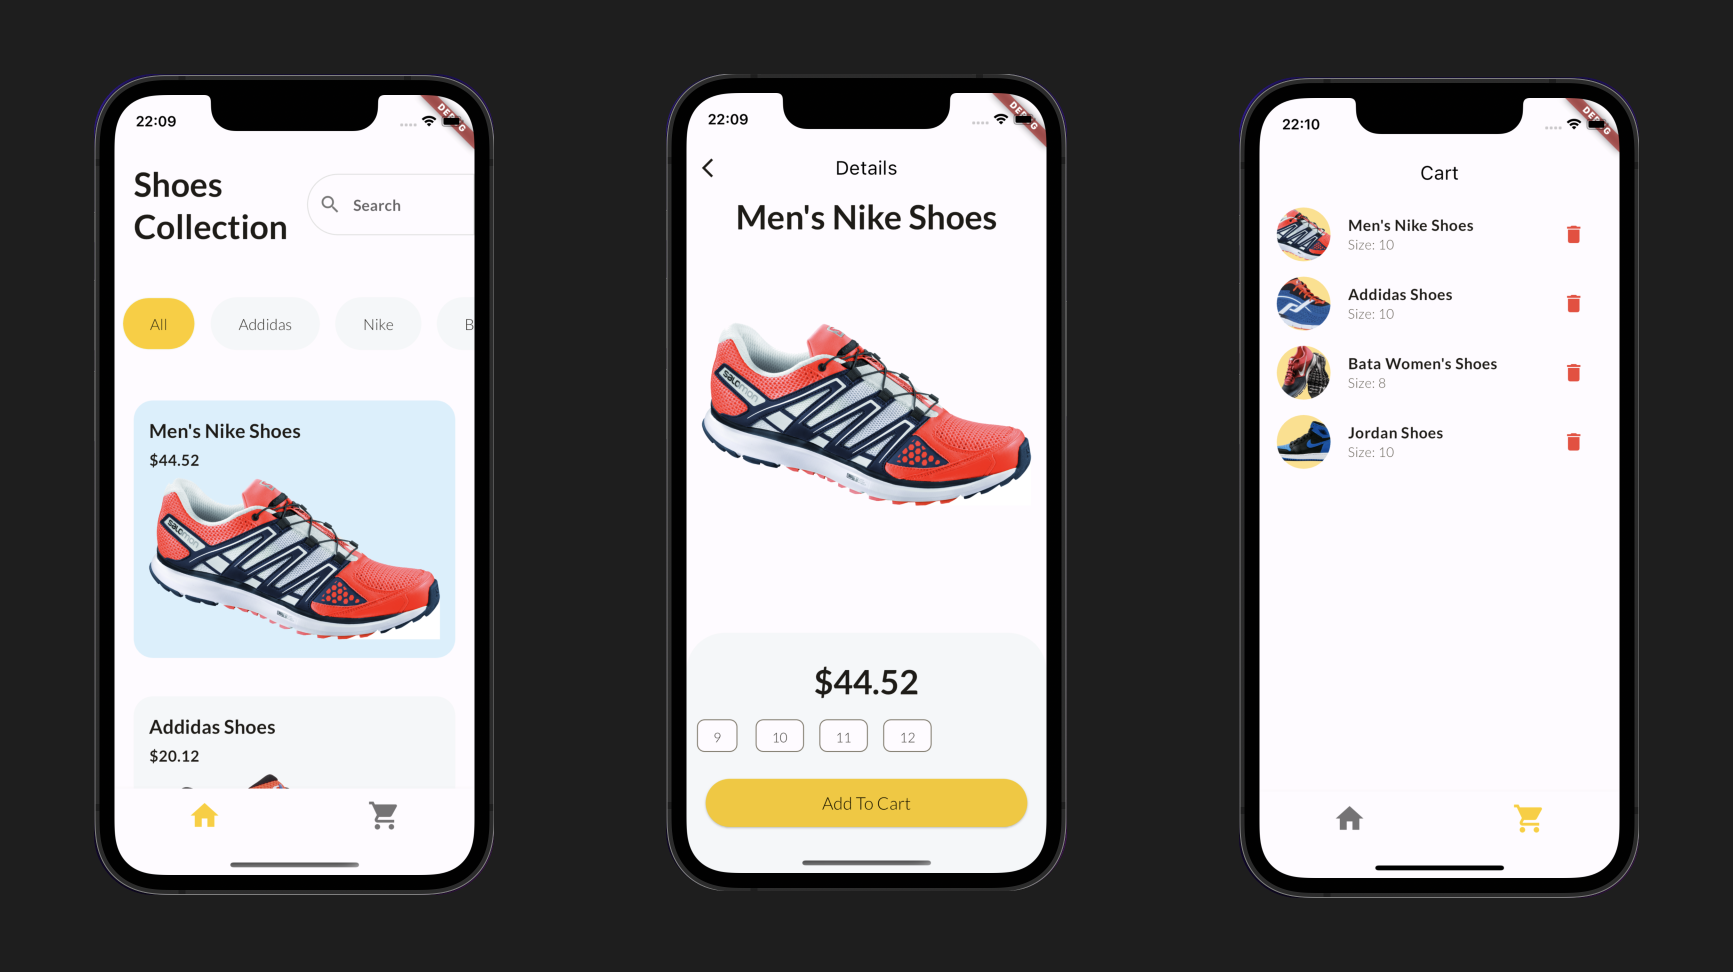 22:09
DEBUG
Shoes
Collection
Search
All
Addidas
Nike
B
Men's Nike Shoes
$44.52
salomon
Addidas Shoes
$20.12
22:09
DEBUG
Details
Men's Nike Shoes
salomon
$44.52
9
10
11
12
Add To Cart
22:10
DEBUG
Cart
Men's Nike Shoes
Size: 10
Addidas Shoes
Size: 10
Bata Women's Shoes
Size: 8
Jordan Shoes
Size: 10